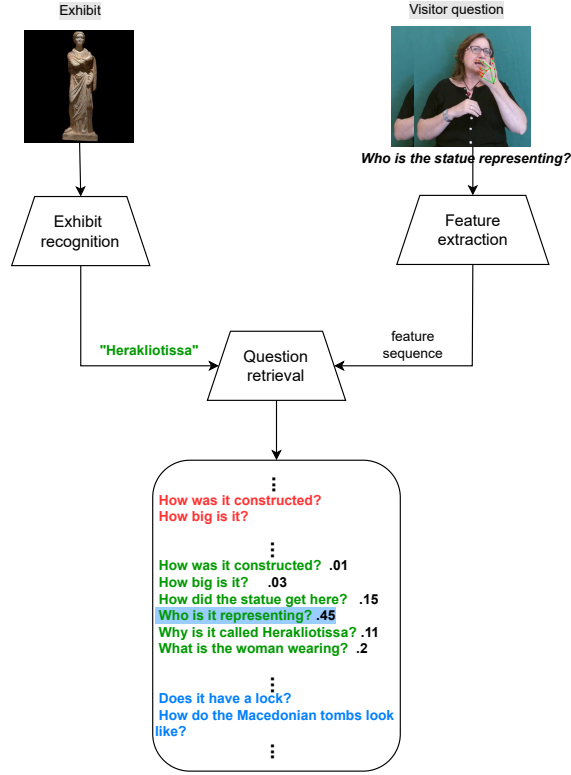 Exhibit
Visitor question
Who is the statue representing?
Exhibit
recognition
Feature
extraction
"Herakliotissa"
feature
sequence
Question
retrieval
How was it constructed?
How big is it?
How was it constructed? .01
How big is it? .03
How did the statue get here? .15
Who is it representing? .45
Why is it called Herakliotissa? .11
What is the woman wearing? .2
Does it have a lock?
How do the Macedonian tombs look
like?